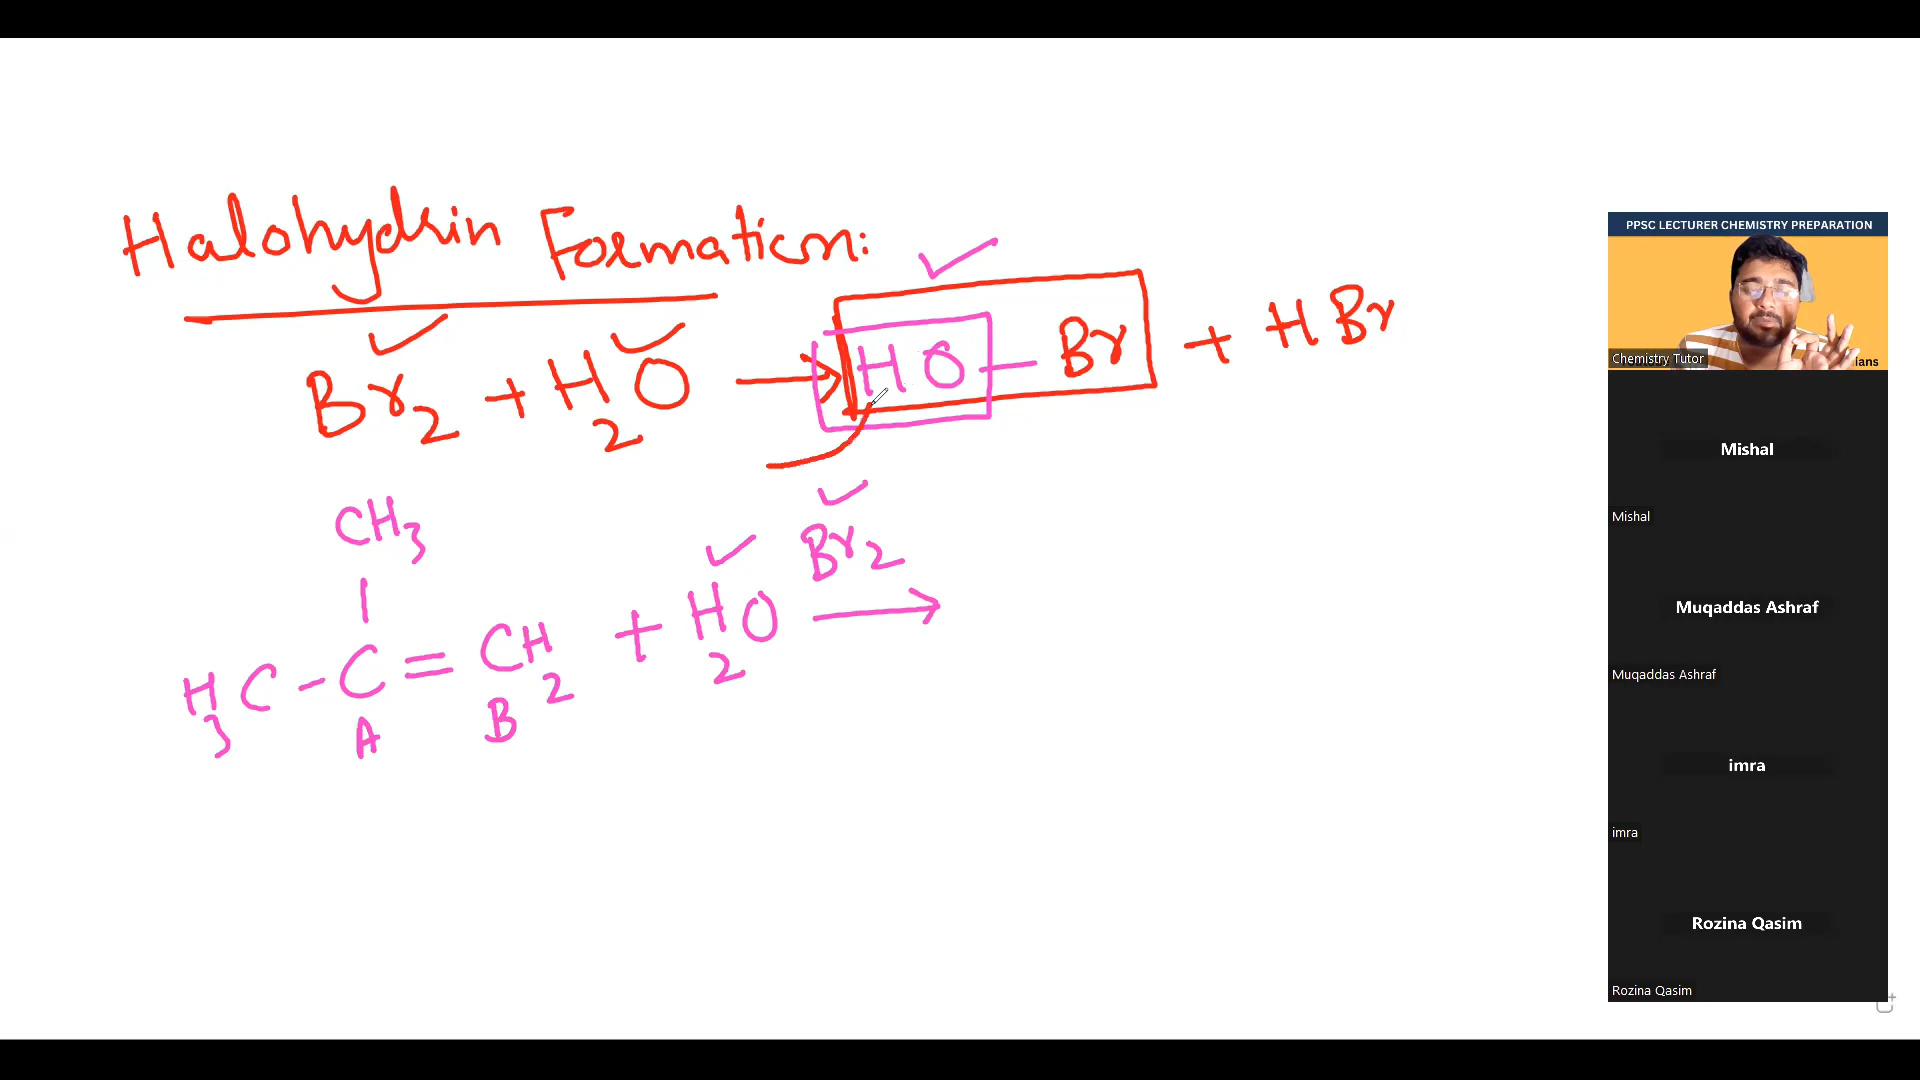 Halohydrin Formation:
Br2 + H2O → HO - Br + HBr
CH3
Br2
H3C - C = CH2 + H2O →
A B
PPSC LECTURER CHEMISTRY PREPARATION
Chemistry Tutor
ians
Mishal
Mishal
Muqaddas Ashraf
Muqaddas Ashraf
imra
imra
Rozina Qasim
Rozina Qasim